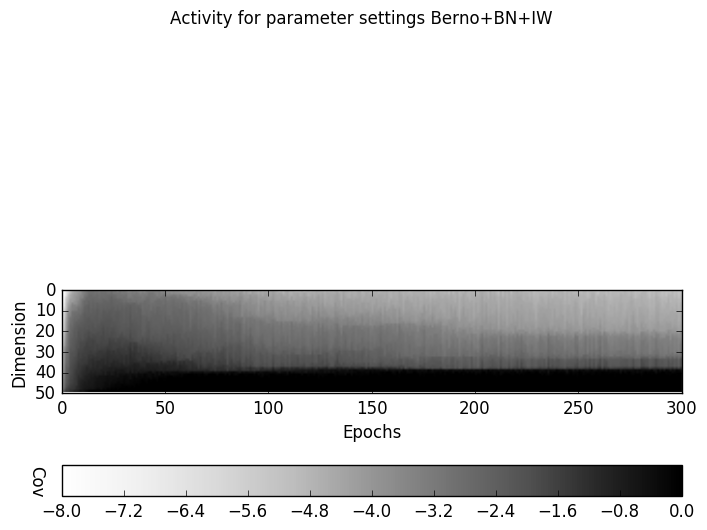 Activity for parameter settings Berno+BN+IW
0
10
20
30
40
50
Dimension
0 50 100 150 200 250 300
Epochs
Cov
−8.0 −7.2 −6.4 −5.6 −4.8 −4.0 −3.2 −2.4 −1.6 −0.8 0.0